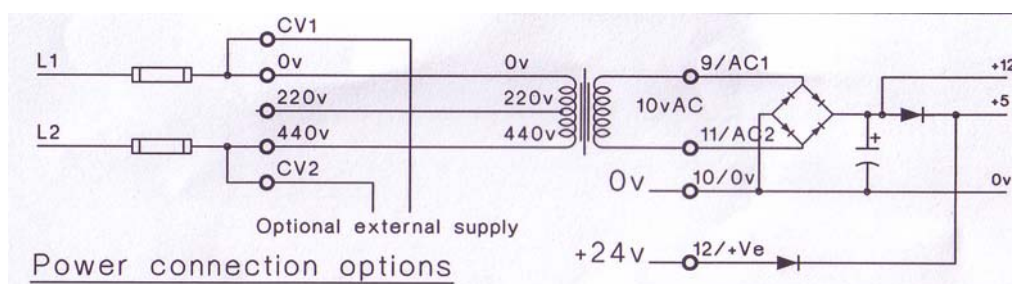 CV1
L1
0v
0v
9/AC1
+12
220v
220v
10vAC
+5
L2
440v
440v
11/AC2
+
CV2
0v
10/0v
0v
Optional external supply
+24v
12/+Ve
Power connection options